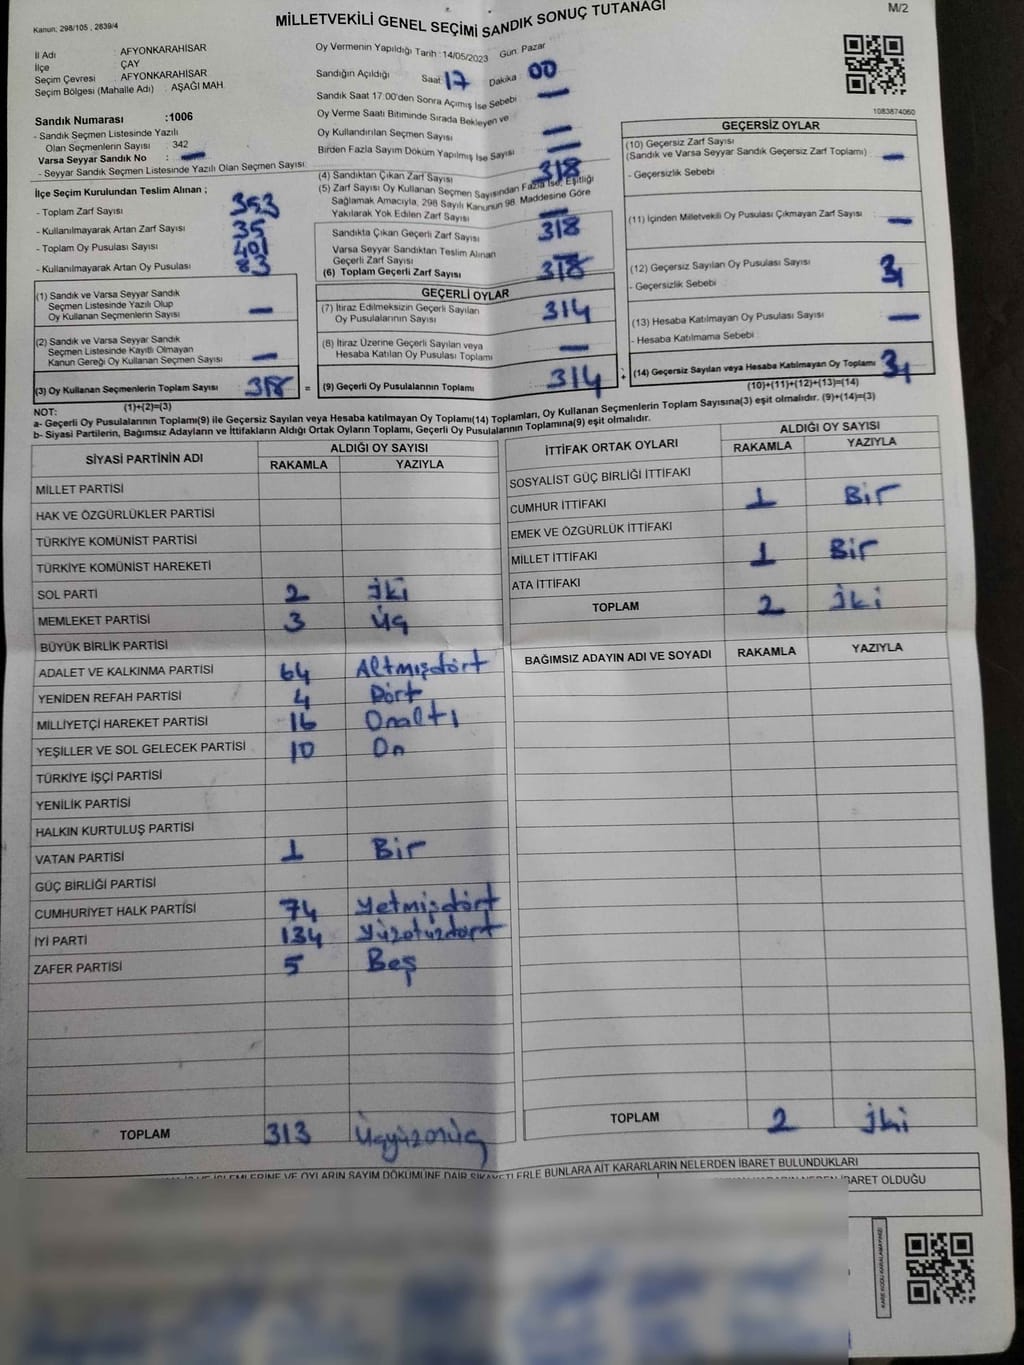 Kanun: 298/105 , 2839/4
MİLLETVEKİLİ GENEL SEÇİMİ SANDIK SONUÇ TUTANAĞI
M/2
İl Adı : AFYONKARAHİSAR
İlçe : ÇAY
Seçim Çevresi : AFYONKARAHİSAR
Seçim Bölgesi (Mahalle Adı) : AŞAĞI MAH
Sandık Numarası :1006
- Sandık Seçmen Listesinde Yazılı
Olan Seçmenlerin Sayısı : 342
Varsa Seyyar Sandık No : —
- Seyyar Sandık Seçmen Listesinde Yazılı Olan Seçmen Sayısı
İlçe Seçim Kurulundan Teslim Alınan ;
- Toplam Zarf Sayısı 353
- Kullanılmayarak Artan Zarf Sayısı 35
- Toplam Oy Pusulası Sayısı 401
- Kullanılmayarak Artan Oy Pusulası 83
(1) Sandık ve Varsa Seyyar Sandık
Seçmen Listesinde Yazılı Olup
Oy Kullanan Seçmenlerin Sayısı —
(2) Sandık ve Varsa Seyyar Sandık
Seçmen Listesinde Kayıtlı Olmayan
Kanun Gereği Oy Kullanan Seçmen Sayısı —
(3) Oy Kullanan Seçmenlerin Toplam Sayısı 318 =
(1)+(2)=(3)
Oy Vermenin Yapıldığı Tarih :14/05/2023 Gün: Pazar
Sandığın Açıldığı Saat 17 Dakika 00
Sandık Saat 17:00'den Sonra Açımış İse Sebebi —
Oy Verme Saati Bitiminde Sırada Bekleyen ve
Oy Kullandırılan Seçmen Sayısı —
Birden Fazla Sayım Döküm Yapılmış İse Sayısı —
(4) Sandıktan Çıkan Zarf Sayısı 318
(5) Zarf Sayısı Oy Kullanan Seçmen Sayısından Fazla İse; Eşitliği
Sağlamak Amacıyla, 298 Sayılı Kanunun 98. Maddesine Göre
Yakılarak Yok Edilen Zarf Sayısı —
Sandıkta Çıkan Geçerli Zarf Sayısı 318
Varsa Seyyar Sandıktan Teslim Alınan
Geçerli Zarf Sayısı —
(6) Toplam Geçerli Zarf Sayısı 318
GEÇERLİ OYLAR
(7) İtiraz Edilmeksizin Geçerli Sayılan
Oy Pusulalarının Sayısı 314
(8) İtiraz Üzerine Geçerli Sayılan veya
Hesaba Katılan Oy Pusulası Toplamı —
(9) Geçerli Oy Pusulalarının Toplamı 314 +
1083874060
GEÇERSİZ OYLAR
(10) Geçersiz Zarf Sayısı
(Sandık ve Varsa Seyyar Sandık Geçersiz Zarf Toplamı) —
- Geçersizlik Sebebi :
(11) İçinden Milletvekili Oy Pusulası Çıkmayan Zarf Sayısı —
(12) Geçersiz Sayılan Oy Pusulası Sayısı
- Geçersizlik Sebebi :
(13) Hesaba Katılmayan Oy Pusulası Sayısı —
- Hesaba Katılmama Sebebi :
(14) Geçersiz Sayılan veya Hesaba Katılmayan Oy Toplamı
(10)+(11)+(12)+(13)=(14)
NOT:
a- Geçerli Oy Pusulalarının Toplamı(9) ile Geçersiz Sayılan veya Hesaba katılmayan Oy Toplamı(14) Toplamları, Oy Kullanan Seçmenlerin Toplam Sayısına(3) eşit olmalıdır. (9)+(14)=(3)
b- Siyasi Partilerin, Bağımsız Adayların ve İttifakların Aldığı Ortak Oyların Toplamı, Geçerli Oy Pusulalarının Toplamına(9) eşit olmalıdır.
SİYASİ PARTİNİN ADI ALDIĞI OY SAYISI
RAKAMLA YAZIYLA
MİLLET PARTİSİ
HAK VE ÖZGÜRLÜKLER PARTİSİ
TÜRKİYE KOMÜNİST PARTİSİ
TÜRKİYE KOMÜNİST HAREKETİ
SOL PARTİ 2 İki
MEMLEKET PARTİSİ 3 Üç
BÜYÜK BİRLİK PARTİSİ
ADALET VE KALKINMA PARTİSİ 64 Altmışdört
YENİDEN REFAH PARTİSİ 4 Dört
MİLLİYETÇİ HAREKET PARTİSİ 16 Onaltı
YEŞİLLER VE SOL GELECEK PARTİSİ 10 On
TÜRKİYE İŞÇİ PARTİSİ
YENİLİK PARTİSİ
HALKIN KURTULUŞ PARTİSİ
VATAN PARTİSİ 1 Bir
GÜÇ BİRLİĞİ PARTİSİ
CUMHURİYET HALK PARTİSİ 74 Yetmişdört
İYİ PARTİ 134 Yüzotuzdört
ZAFER PARTİSİ 5 Beş
TOPLAM 313 Üçyüzonüç
İTTİFAK ORTAK OYLARI ALDIĞI OY SAYISI
RAKAMLA YAZIYLA
SOSYALİST GÜÇ BİRLİĞİ İTTİFAKI
CUMHUR İTTİFAKI 1 Bir
EMEK VE ÖZGÜRLÜK İTTİFAKI
MİLLET İTTİFAKI 1 Bir
ATA İTTİFAKI
TOPLAM 2 İki
BAĞIMSIZ ADAYIN ADI VE SOYADI RAKAMLA YAZIYLA
TOPLAM 2 İki
İŞLEMLERİNE VE OYLARIN SAYIM DÖKÜMÜNE DAİR ŞİKAYETLERLE BUNLARA AİT KARARLARIN NELERDEN İBARET BULUNDUKLARI
İBARET OLDUĞU
KARE KODU KARALAMAYINIZ!